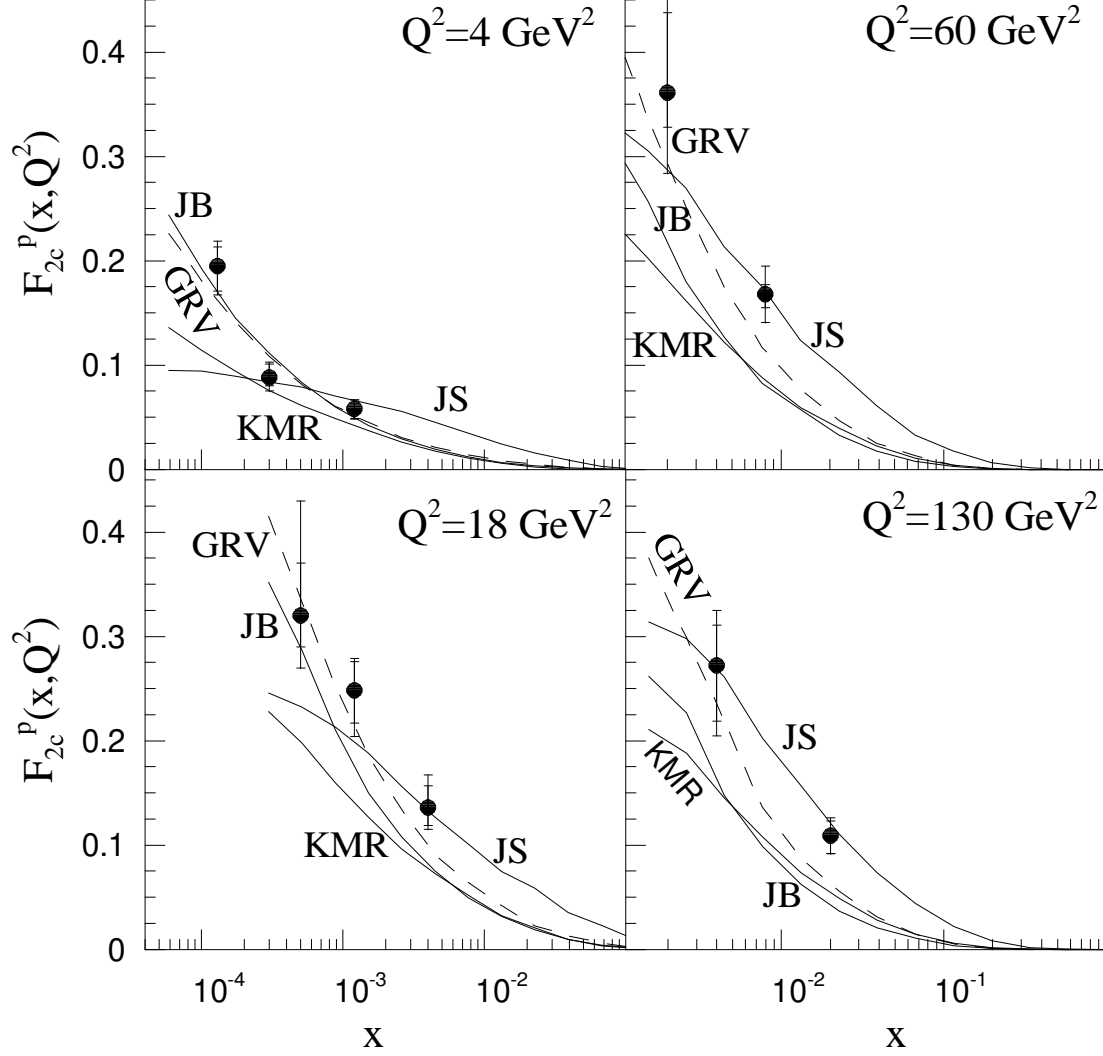 Q²=4 GeV²
Q²=60 GeV²
F₂c^p(x,Q²)
0.4
0.3
0.2
0.1
0
JB
GRV
KMR
JS
GRV
JB
KMR
JS
Q²=18 GeV²
Q²=130 GeV²
F₂c^p(x,Q²)
0.4
0.3
0.2
0.1
0
GRV
JB
KMR
JS
GRV
JS
KMR
JB
10⁻⁴
10⁻³
10⁻²
10⁻²
10⁻¹
x
x